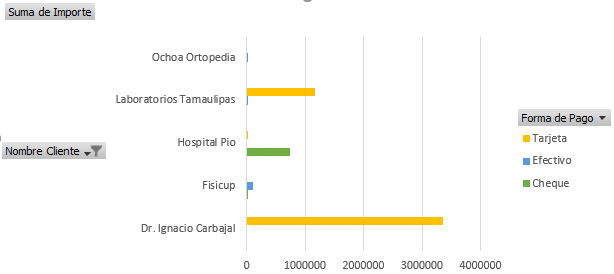 Suma de Importe
Ochoa Ortopedia
Laboratorios Tamaulipas
Hospital Pio
Fisicup
Dr. Ignacio Carbajal
Nombre Cliente
0 1000000 2000000 3000000 4000000
Forma de Pago
Tarjeta
Efectivo
Cheque